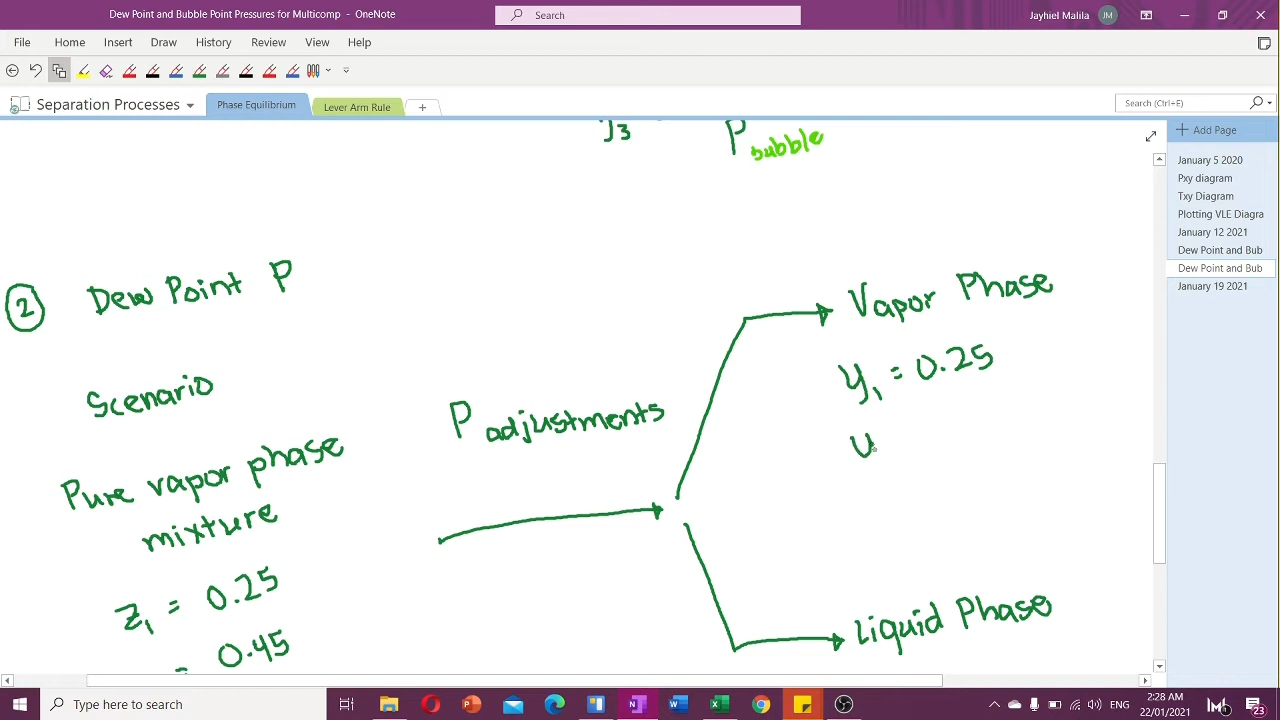 Dew Point and Bubble Point Pressures for Multicomp - OneNote
Search
Jayhiel Malila
JM
File Home Insert Draw History Review View Help
Separation Processes
Phase Equilibrium
Lever Arm Rule
Search (Ctrl+E)
Add Page
January 5 2020
Pxy diagram
Txy Diagram
Plotting VLE Diagra
January 12 2021
Dew Point and Bub
Dew Point and Bub
January 19 2021
y3
P bubble
2 Dew Point P
Scenario
Pure vapor phase
mixture
z1 = 0.25
= 0.45
P adjustments
Vapor Phase
y1 = 0.25
Liquid Phase
Type here to search
ENG
2:28 AM
22/01/2021
23